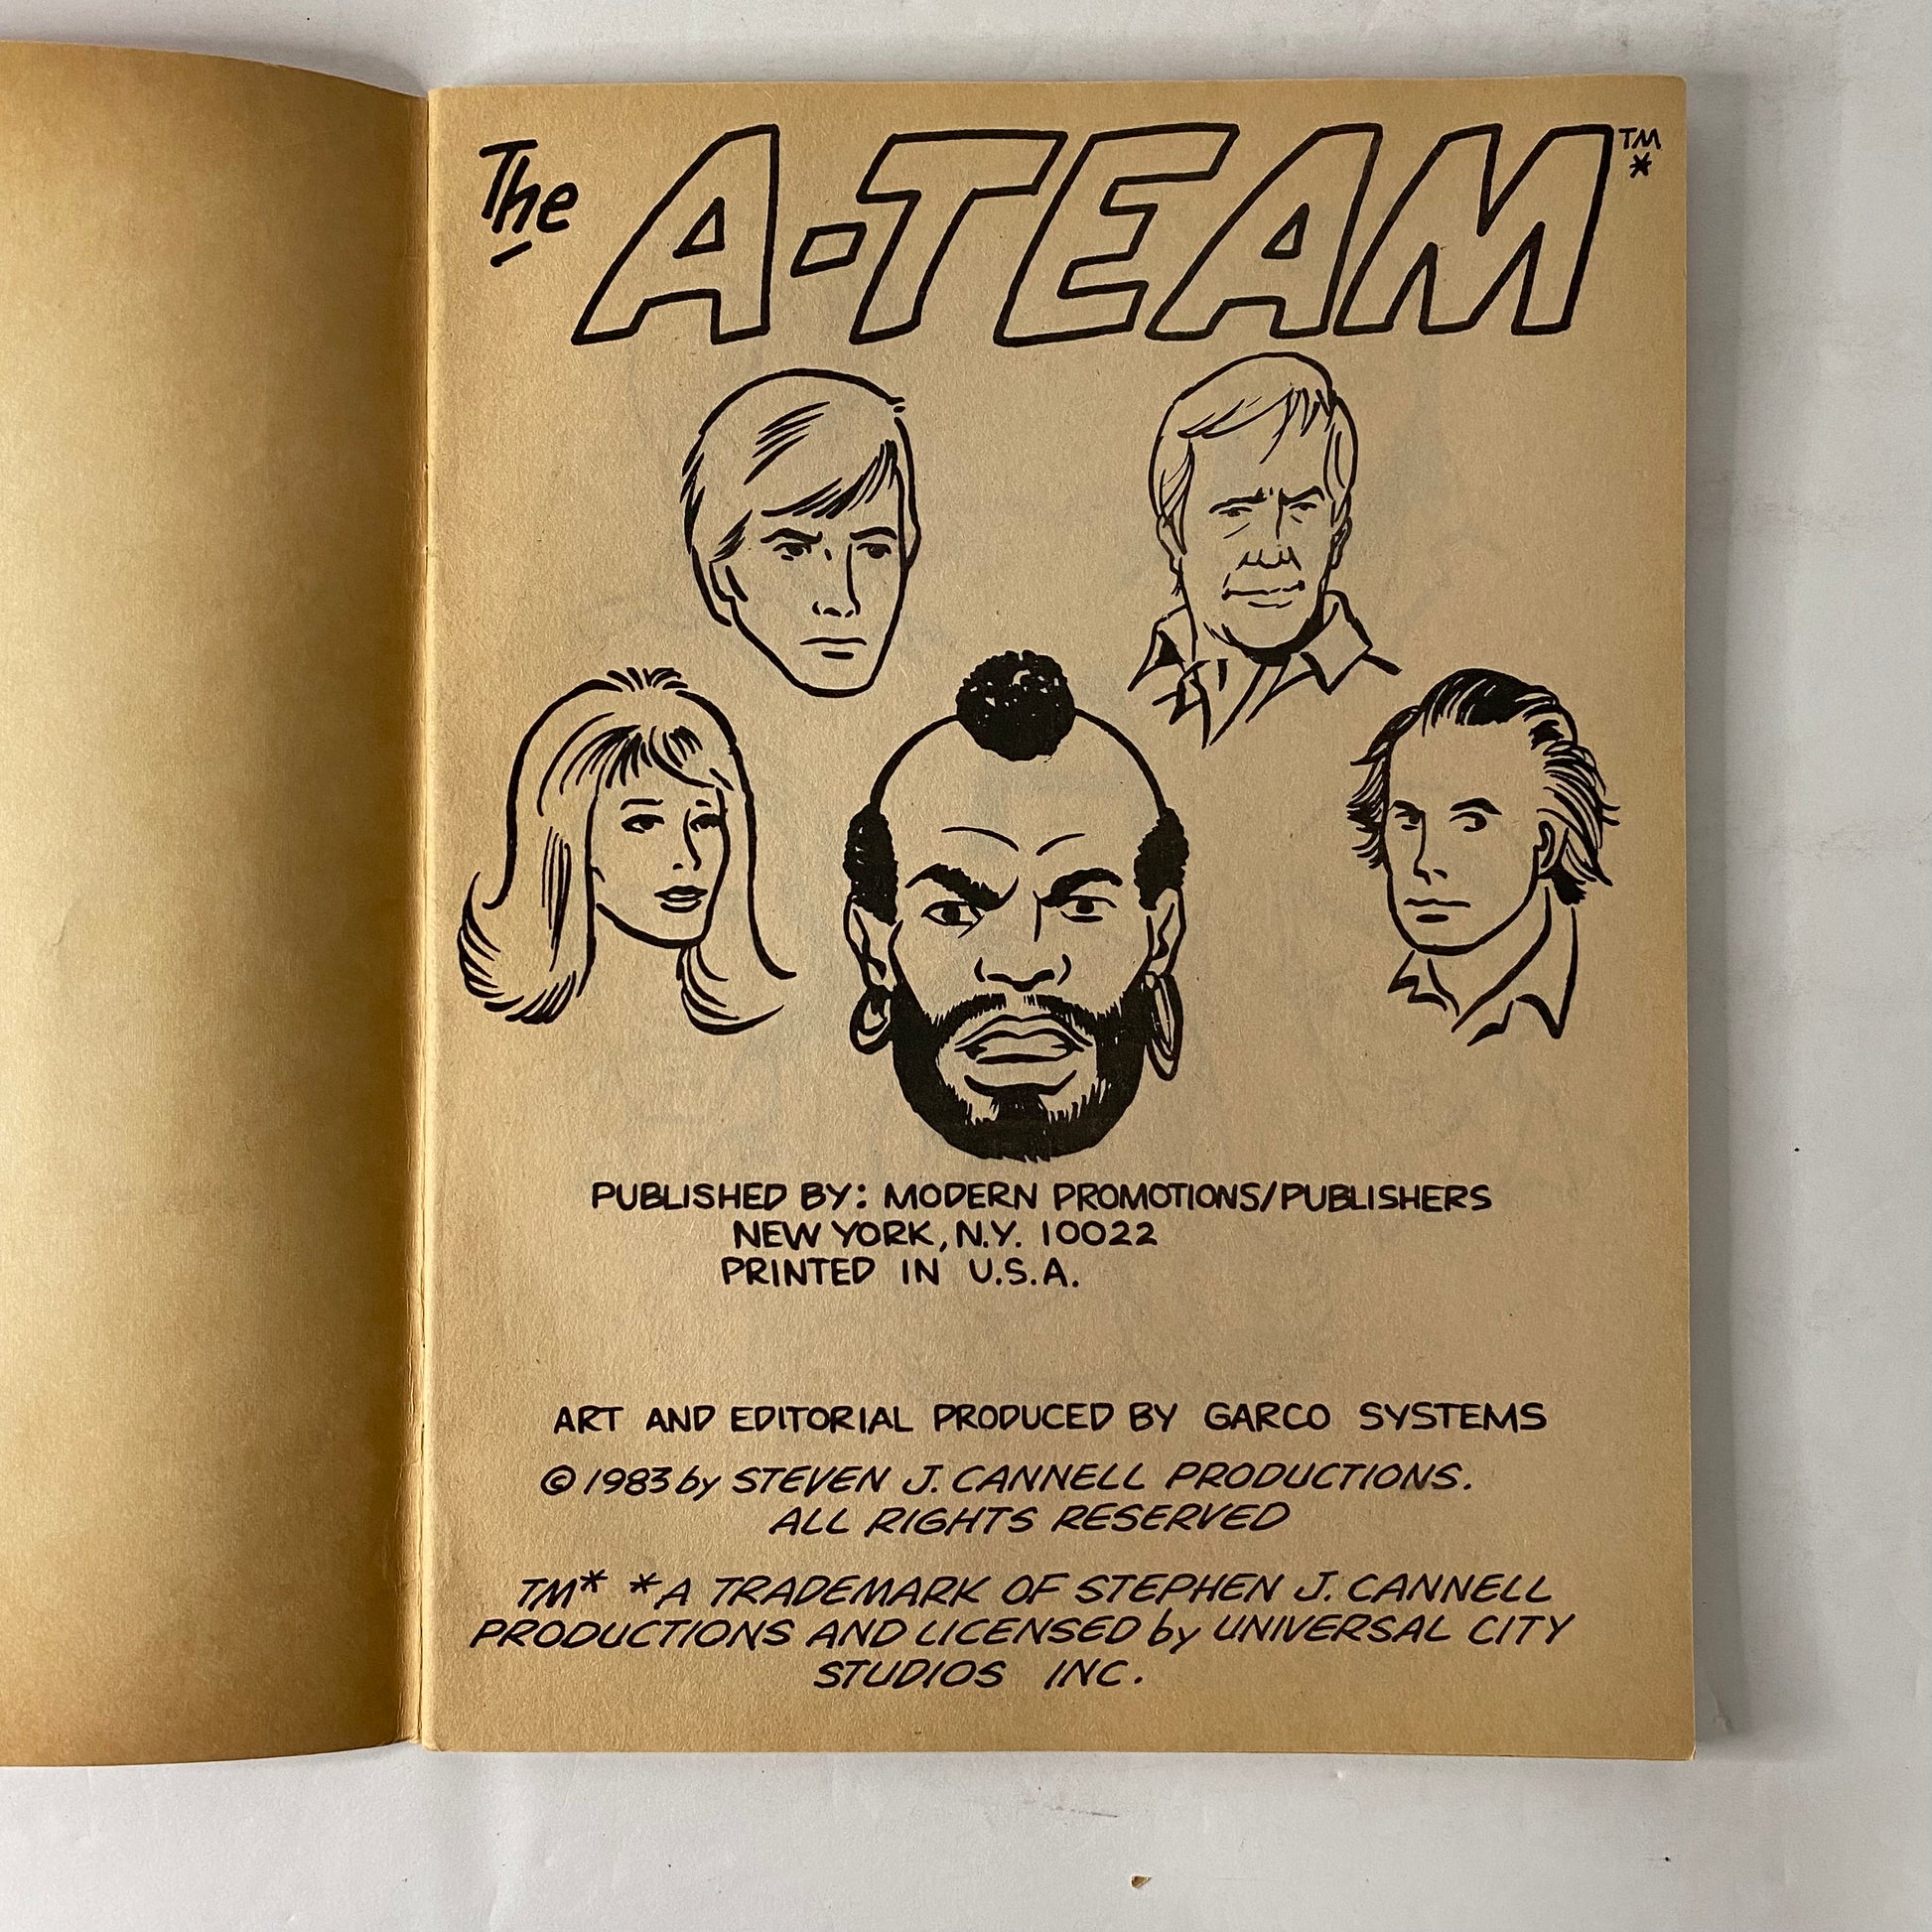 The A-TEAM TM*
PUBLISHED BY: MODERN PROMOTIONS/PUBLISHERS
NEW YORK, N.Y. 10022
PRINTED IN U.S.A.
ART AND EDITORIAL PRODUCED BY GARCO SYSTEMS
© 1983 by STEVEN J. CANNELL PRODUCTIONS.
ALL RIGHTS RESERVED
TM* *A TRADEMARK OF STEPHEN J. CANNELL
PRODUCTIONS AND LICENSED by UNIVERSAL CITY
STUDIOS INC.